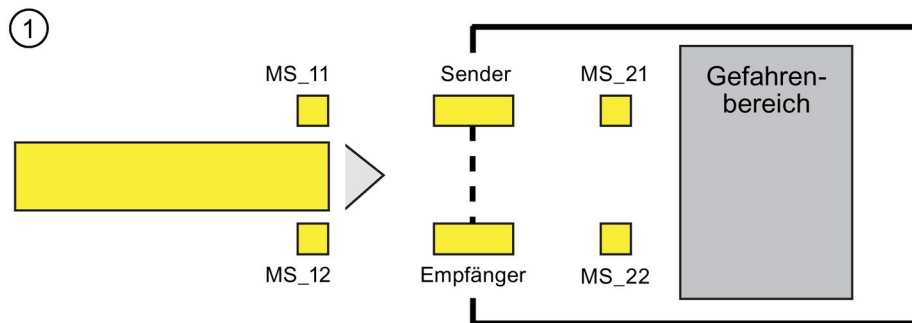 1
MS_11
Sender
MS_21
Gefahren-
bereich
MS_12
Empfänger
MS_22